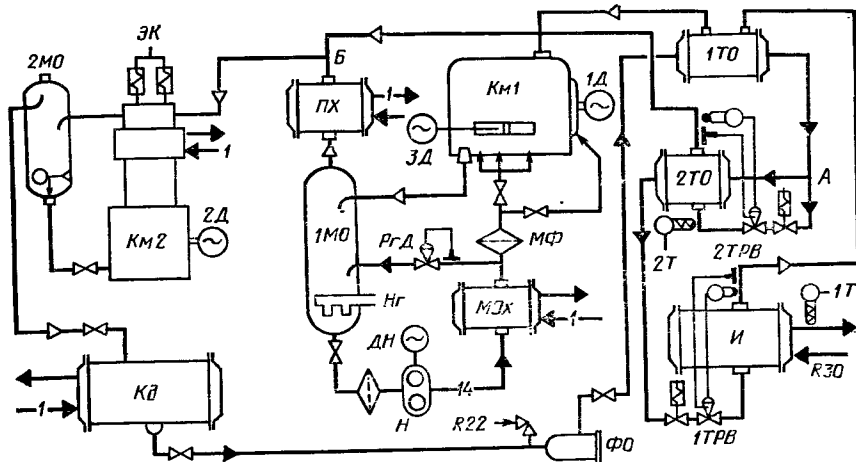 ЭК
2МО
Б
1ТО
Км1
1Д
ПХ
1
3Д
1
2ТО
А
Км2
2Д
1МО
РгД
МФ
2Т
2ТРВ
1Т
Нг
МОх
1
И
ДН
R30
Кд
14
1
Н
R22
ФО
1ТРВ